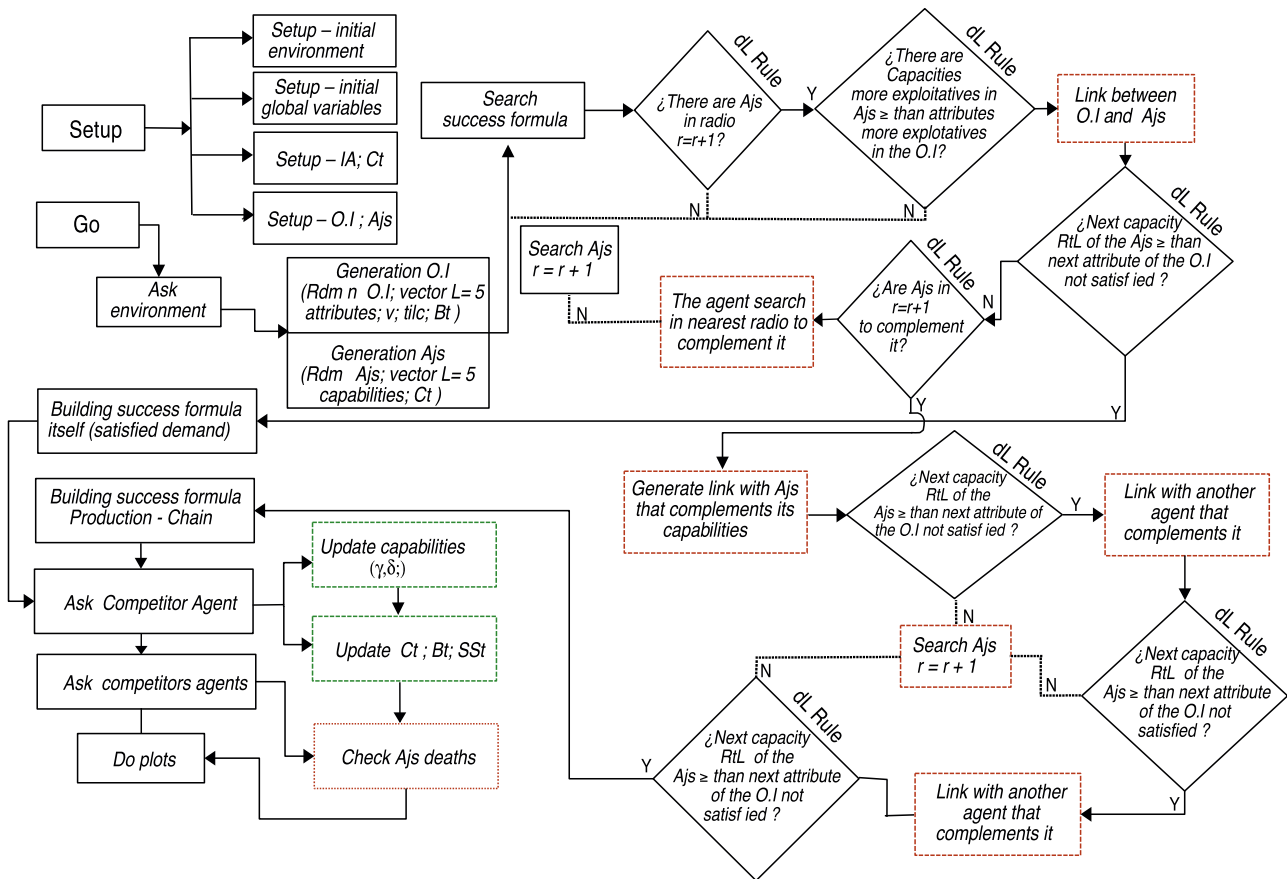 Setup
Setup – initial
environment
Setup – initial
global variables
Setup – IA; Ct
Setup – O.I ; Ajs
Go
Ask
environment
Generation O.I
(Rdm n O.I; vector L= 5
attributes; v; tilc; Bt )
Generation Ajs
(Rdm Ajs; vector L= 5
capabilities; Ct )
Search
success formula
dL Rule
¿There are Ajs
in radio
r=r+1?
Y
N
dL Rule
¿There are
Capacities
more exploitatives in
Ajs ≥ than attributes
more explotatives
in the O.I?
N
Link between
O.I and Ajs
dL Rule
¿Next capacity
RtL of the Ajs ≥ than
next attribute of the O.I
not satisf ied ?
N
Y
dL Rule
¿Are Ajs in
r=r+1
to complement
it?
Y
The agent search
in nearest radio to
complement it
N
Search Ajs
r = r + 1
Building success formula
itself (satisfied demand)
Building success formula
Production - Chain
Ask Competitor Agent
Ask competitors agents
Do plots
Update capabilities
(γ,δ;)
Update Ct ; Bt; SSt
Check Ajs deaths
Generate link with Ajs
that complements its
capabilities
dL Rule
¿Next capacity
RtL of the
Ajs ≥ than next attribute of
the O.I not satisf ied ?
Y
N
Link with another
agent that
complements it
dL Rule
¿Next capacity
RtL of the
Ajs ≥ than next attribute
of the O.I not
satisfied ?
N
Y
Search Ajs
r = r + 1
Link with another
agent that
complements it
dL Rule
¿Next capacity
RtL of the
Ajs ≥ than next attribute
of the O.I not
satisf ied ?
N
Y